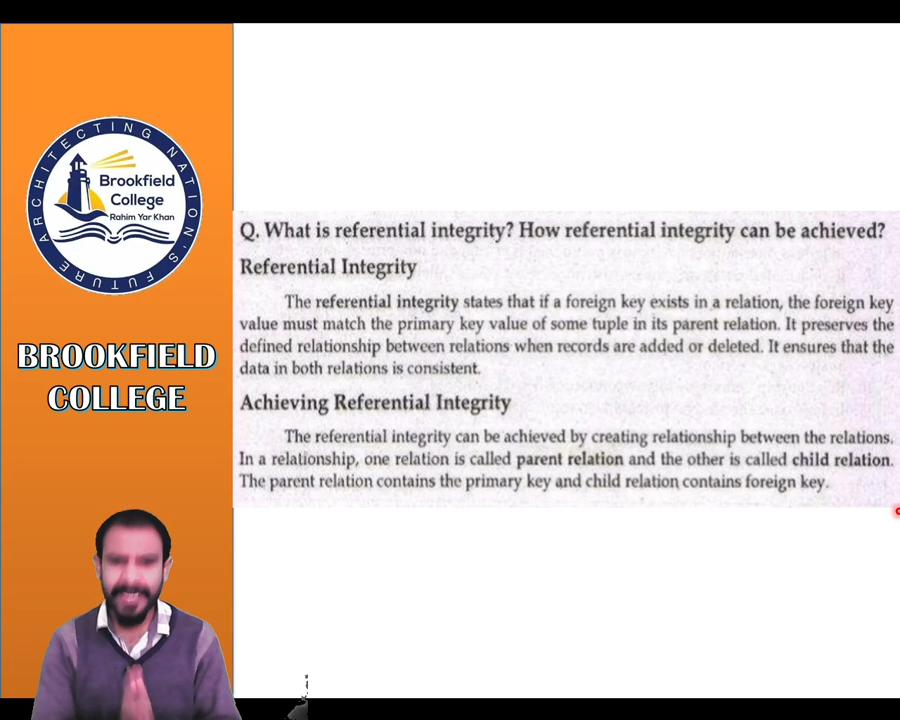 ARCHITECTING NATION'S FUTURE
Brookfield
College
Rahim Yar Khan
BROOKFIELD
COLLEGE
Q. What is referential integrity? How referential integrity can be achieved?
Referential Integrity
The referential integrity states that if a foreign key exists in a relation, the foreign key
value must match the primary key value of some tuple in its parent relation. It preserves the
defined relationship between relations when records are added or deleted. It ensures that the
data in both relations is consistent.
Achieving Referential Integrity
The referential integrity can be achieved by creating relationship between the relations.
In a relationship, one relation is called parent relation and the other is called child relation.
The parent relation contains the primary key and child relation contains foreign key.